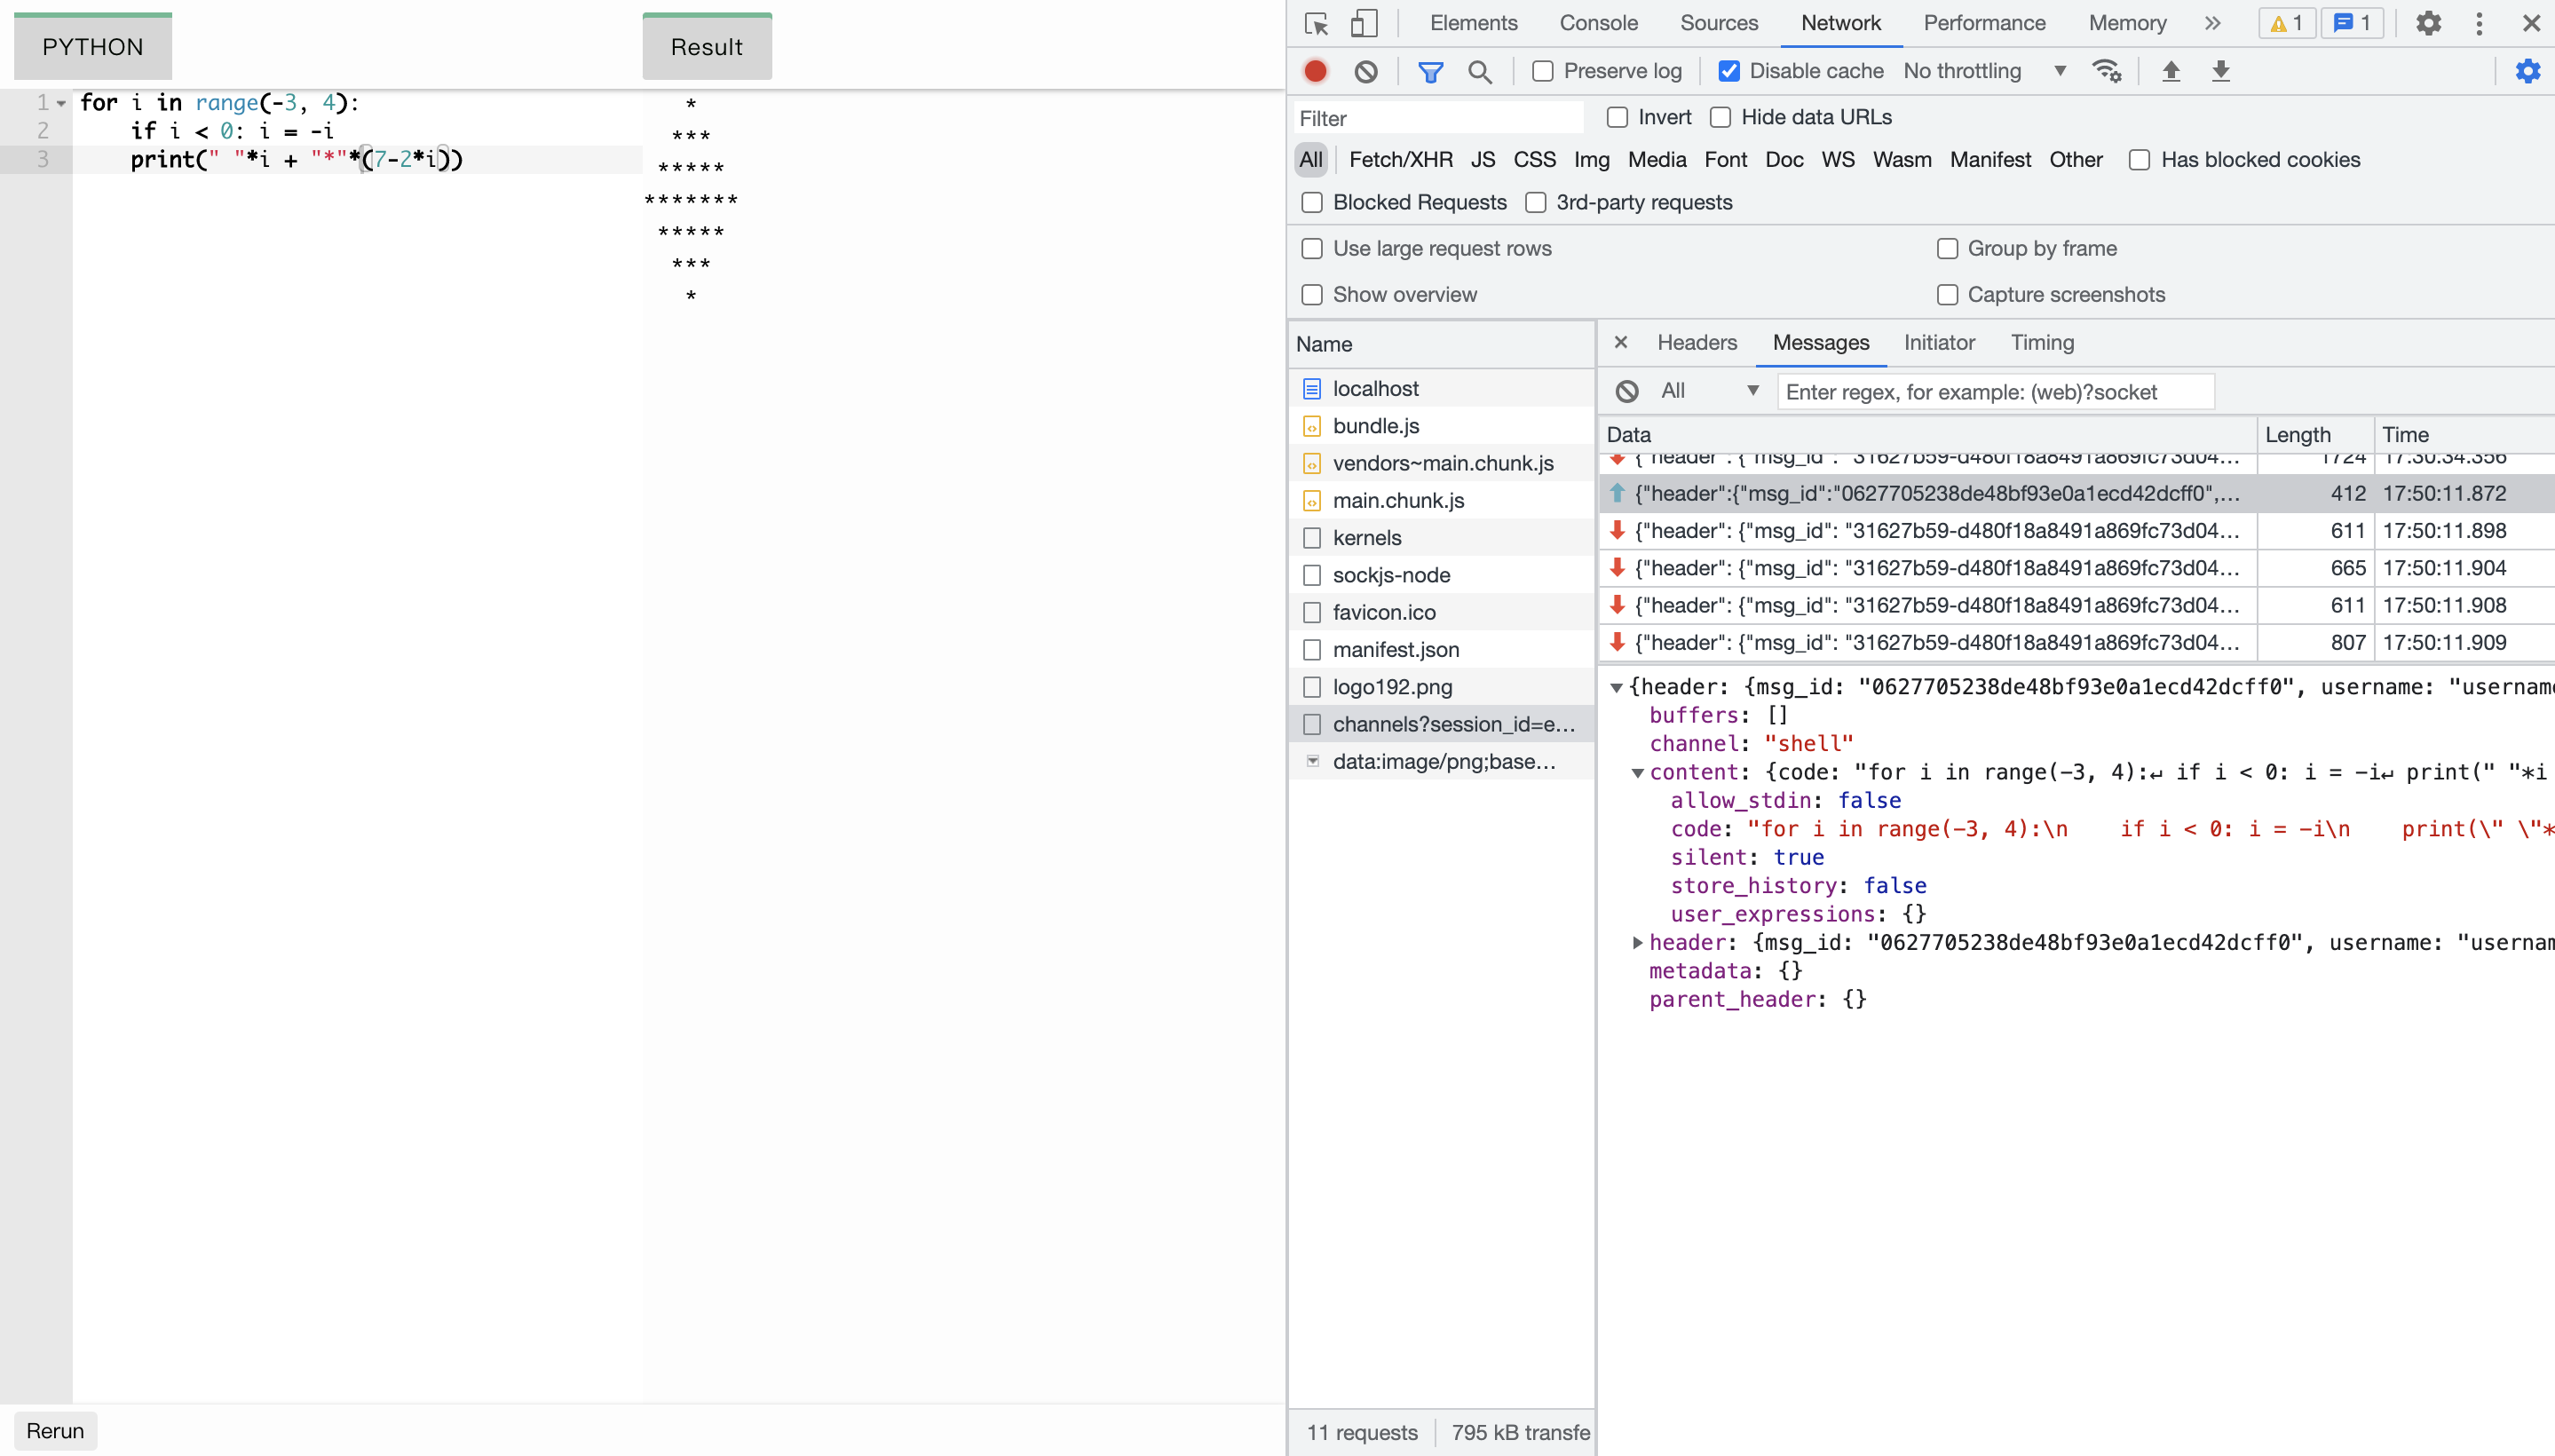 PYTHON
Result
1 for i in range(-3, 4):
2     if i < 0: i = -i
3     print(" "*i + "*"*(7-2*i))
   *
  ***
 *****
*******
 *****
  ***
   *
Rerun
Elements Console Sources Network Performance Memory » 1 1
Preserve log Disable cache No throttling
Filter Invert Hide data URLs
All Fetch/XHR JS CSS Img Media Font Doc WS Wasm Manifest Other Has blocked cookies
Blocked Requests 3rd-party requests
Use large request rows Group by frame
Show overview Capture screenshots
Name
localhost
bundle.js
vendors~main.chunk.js
main.chunk.js
kernels
sockjs-node
favicon.ico
manifest.json
logo192.png
channels?session_id=e...
data:image/png;base...
11 requests 795 kB transfe
Headers Messages Initiator Timing
All Enter regex, for example: (web)?socket
Data Length Time
{"header": {"msg_id": "31627b59-d480f18a8491a869fc73d04... 1724 17:30:34.356
{"header":{"msg_id":"0627705238de48bf93e0a1ecd42dcff0",... 412 17:50:11.872
{"header": {"msg_id": "31627b59-d480f18a8491a869fc73d04... 611 17:50:11.898
{"header": {"msg_id": "31627b59-d480f18a8491a869fc73d04... 665 17:50:11.904
{"header": {"msg_id": "31627b59-d480f18a8491a869fc73d04... 611 17:50:11.908
{"header": {"msg_id": "31627b59-d480f18a8491a869fc73d04... 807 17:50:11.909
{header: {msg_id: "0627705238de48bf93e0a1ecd42dcff0", username: "username
buffers: []
channel: "shell"
content: {code: "for i in range(-3, 4):↵ if i < 0: i = -i↵ print(" "*i
allow_stdin: false
code: "for i in range(-3, 4):\n    if i < 0: i = -i\n    print(\" \"*
silent: true
store_history: false
user_expressions: {}
header: {msg_id: "0627705238de48bf93e0a1ecd42dcff0", username: "usernam
metadata: {}
parent_header: {}